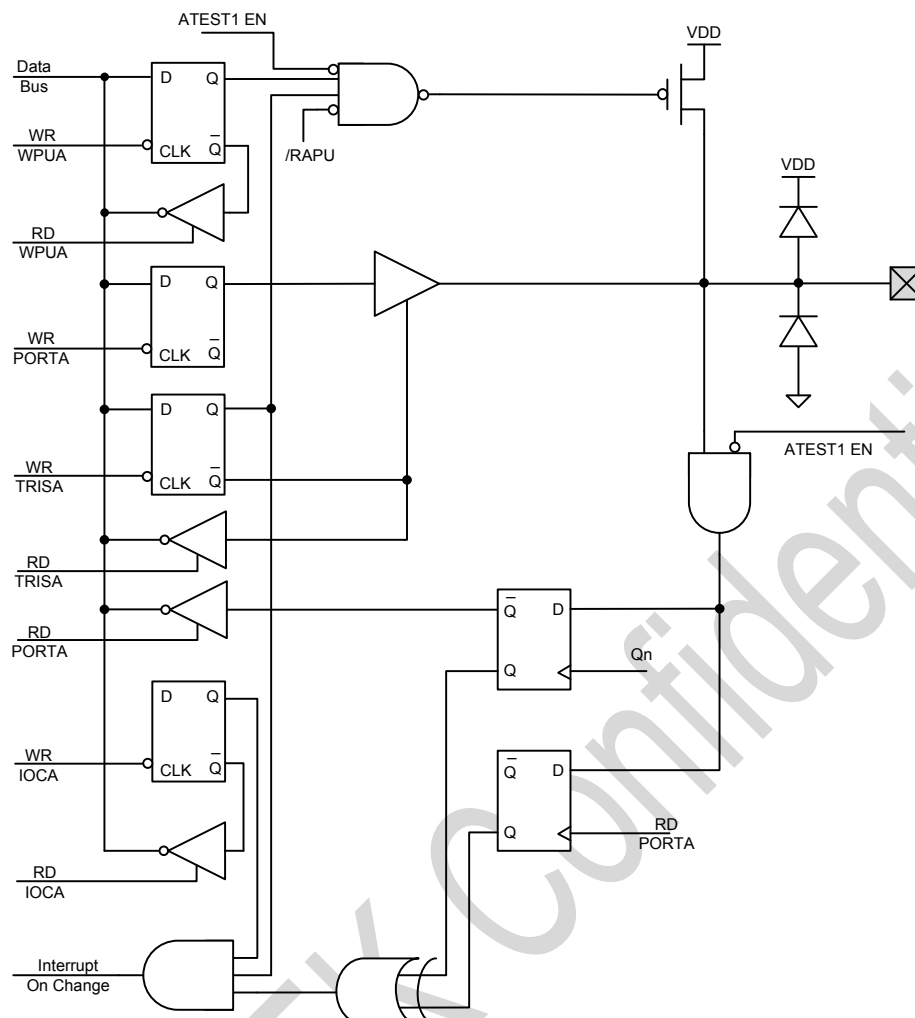 ATEST1 EN
VDD
Data
Bus
D
Q
WR
WPUA
CLK
Q
/RAPU
RD
WPUA
VDD
D
Q
WR
PORTA
CLK
Q
D
Q
WR
TRISA
CLK
Q
ATEST1 EN
RD
TRISA
RD
PORTA
Q
D
Q
Qn
D
Q
WR
IOCA
CLK
Q
Q
D
Q
RD
PORTA
RD
IOCA
Interrupt
On Change